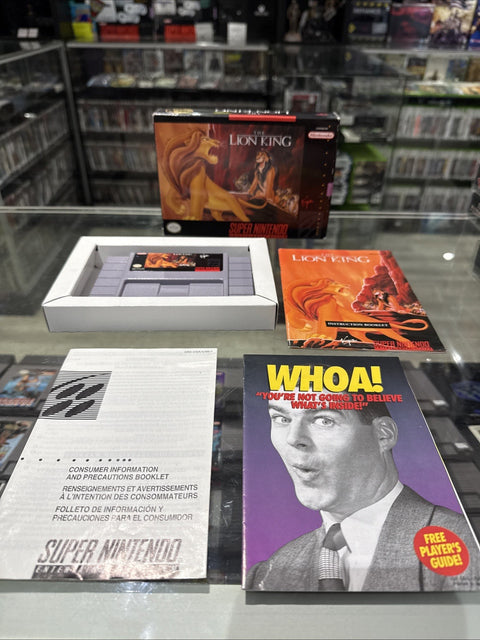 THE
LION KING
Nintendo
Virgin
SUPER NINTENDO
LION KING
INSTRUCTION BOOKLET
Virgin
SUPER NINTENDO
CONSUMER INFORMATION
AND PRECAUTIONS BOOKLET
RENSEIGNEMENTS ET AVERTISSEMENTS
À L'INTENTION DES CONSOMMATEURS
FOLLETO DE INFORMACIÓN Y
PRECAUCIONES PARA EL CONSUMIDOR
SUPER NINTENDO
WHOA!
"YOU'RE NOT GOING TO BELIEVE
WHAT'S INSIDE!"
FREE
PLAYER'S
GUIDE!